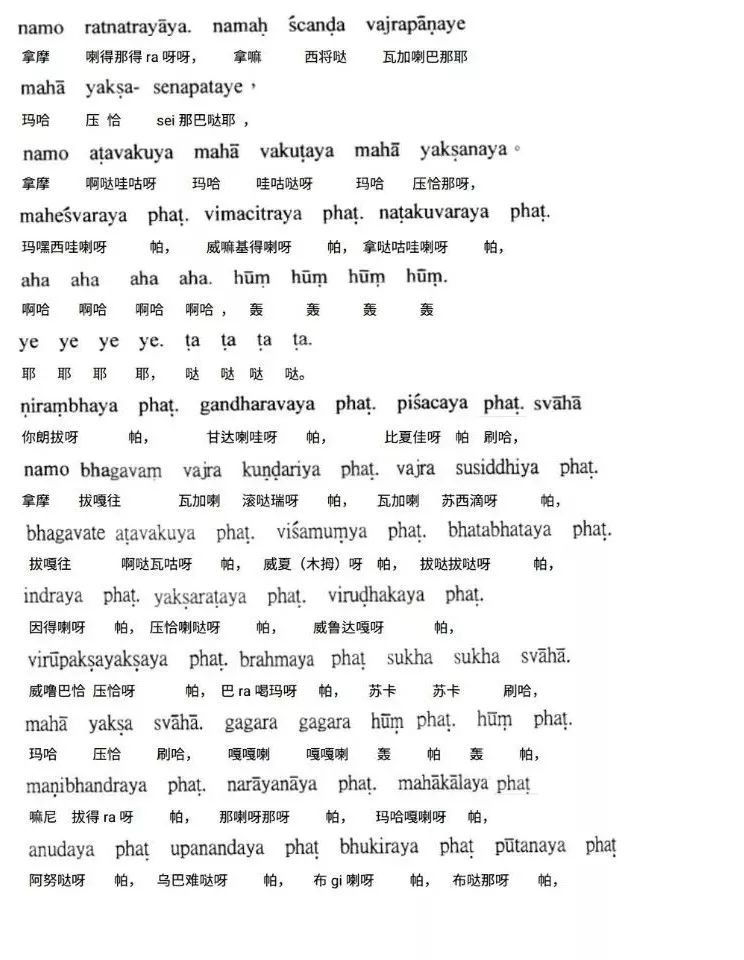 namo ratnatrayāya. namaḥ ścanḍa vajrapāṇaye
拿摩 喇得那得 ra 呀呀， 拿嘛 西将哒 瓦加喇巴那耶
mahā yakṣa- senapataye，
玛哈 压 恰 sei 那巴哒耶 ，
namo aṭavakuya mahā vakuṭaya mahā yakṣanaya。
拿摩 啊哒哇咕呀 玛哈 哇咕哒呀 玛哈 压恰那呀，
maheśvaraya phaṭ. vimacitraya phaṭ. naṭakuvaraya phaṭ.
玛嘿西哇喇呀 帕， 威嘛基得喇呀 帕， 拿哒咕哇喇呀 帕，
aha aha aha aha. hūṃ hūṃ hūṃ hūṃ.
啊哈 啊哈 啊哈 啊哈 ， 轰 轰 轰 轰
ye ye ye ye. ṭa ṭa ṭa ṭa.
耶 耶 耶 耶， 哒 哒 哒 哒。
ṇirambhaya phaṭ. gandharavaya phaṭ. piśacaya phaṭ. svāhā
你朗拔呀 帕， 甘达喇哇呀 帕， 比夏佳呀 帕 刷哈，
namo bhagavaṃ vajra kuṇḍariya phaṭ. vajra susiddhiya phaṭ.
拿摩 拔嘎往 瓦加喇 滚哒瑞呀 帕， 瓦加喇 苏西滴呀 帕，
bhagavate aṭavakuya phaṭ. viśamuṃya phaṭ. bhatabhataya phaṭ.
拔嘎往 啊哒瓦咕呀 帕， 威夏（木拇）呀 帕， 拔哒拔哒呀 帕，
indraya phaṭ. yakṣaraṭaya phaṭ. virudhakaya phaṭ.
因得喇呀 帕， 压恰喇哒呀 帕， 威鲁达嘎呀 帕，
virūpakṣayakṣaya phaṭ. brahmaya phaṭ sukha sukha svāhā.
威噜巴恰 压恰呀 帕， 巴 ra 喝玛呀 帕， 苏卡 苏卡 刷哈，
mahā yakṣa svāhā. gagara gagara hūṃ phaṭ. hūṃ phaṭ.
玛哈 压恰 刷哈， 嘎嘎喇 嘎嘎喇 轰 帕 轰 帕，
maṇibhandraya phaṭ. narāyanāya phaṭ. mahākālaya phaṭ
嘛尼 拔得 ra 呀 帕， 那喇呀那呀 帕， 玛哈嘎喇呀 帕，
anudaya phaṭ upanandaya phaṭ bhukiraya phaṭ pūtanaya phaṭ
阿努哒呀 帕， 乌巴难哒呀 帕， 布 gi 喇呀 帕， 布哒那呀 帕，